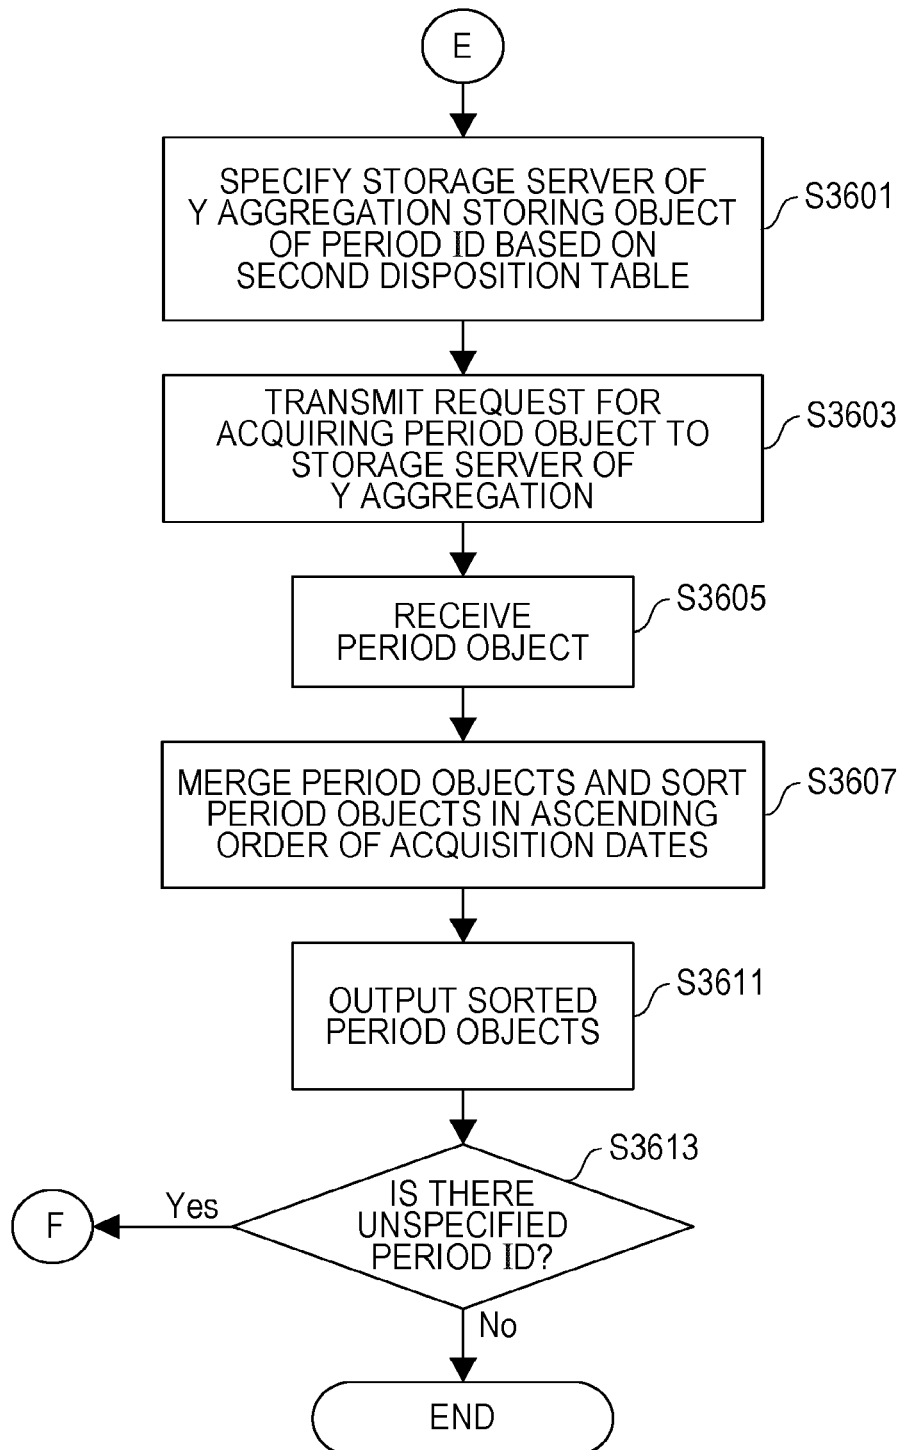 E
SPECIFY STORAGE SERVER OF
Y AGGREGATION STORING OBJECT
OF PERIOD ID BASED ON
SECOND DISPOSITION TABLE
S3601
TRANSMIT REQUEST FOR
ACQUIRING PERIOD OBJECT TO
STORAGE SERVER OF
Y AGGREGATION
S3603
RECEIVE
PERIOD OBJECT
S3605
MERGE PERIOD OBJECTS AND SORT
PERIOD OBJECTS IN ASCENDING
ORDER OF ACQUISITION DATES
S3607
OUTPUT SORTED
PERIOD OBJECTS
S3611
IS THERE
UNSPECIFIED
PERIOD ID?
S3613
Yes
F
No
END